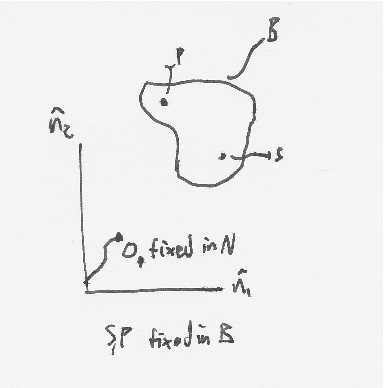 P
B
n̂₂
S
O, fixed in N
n̂₁
S, P fixed in B